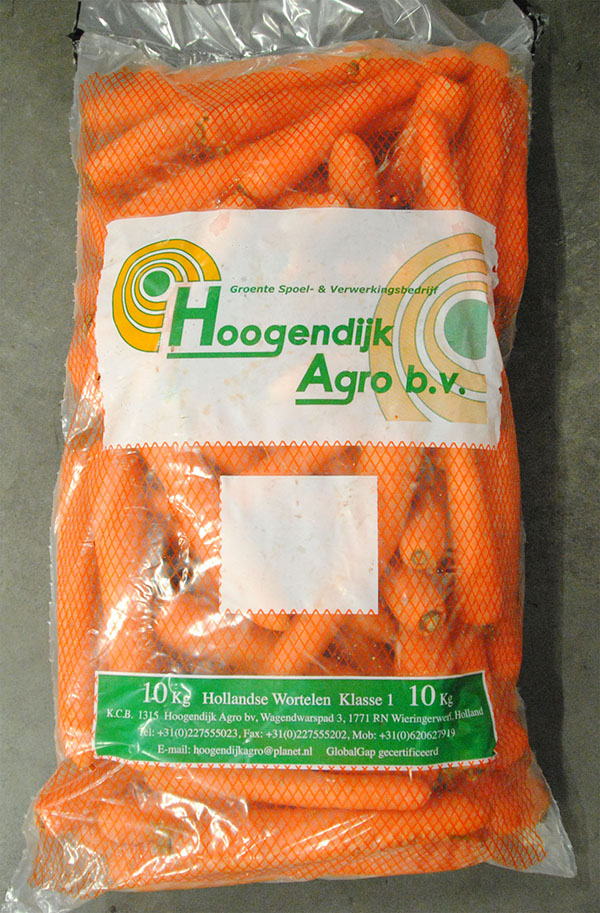 Groente Spoel- & Verwerkingsbedrijf
Hoogendijk
Agro b.v.
10 Kg Hollandse Wortelen Klasse 1 10 Kg
K.C.B. 1315 Hoogendijk Agro bv, Wagendwarspad 3, 1771 RN Wieringerwerf. Holland
Tel: +31(0)227555023, Fax: +31(0)227555202, Mob: +31(0)620627919
E-mail: hoogendijkagro@planet.nl GlobalGap gecertificeerd